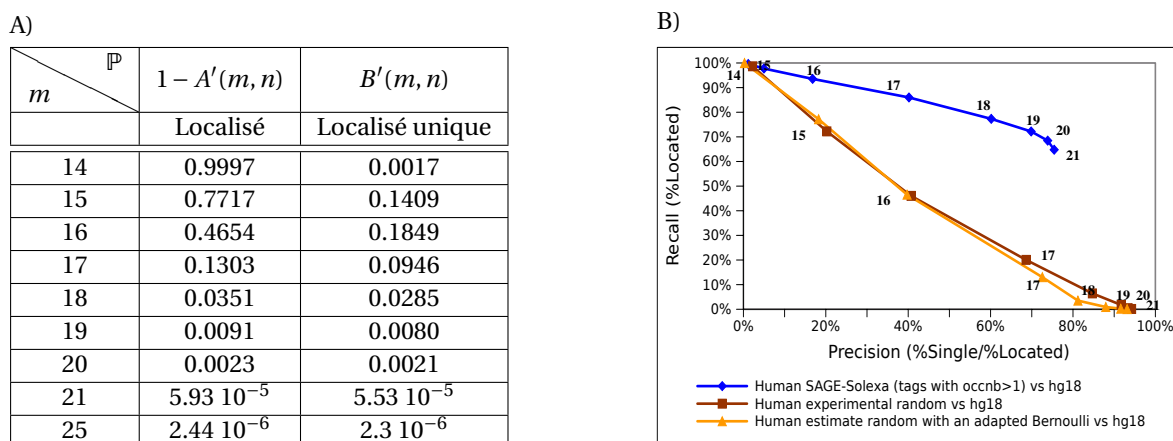 A)
ℙ
m
1 − A′(m, n) B′(m, n)
Localisé Localisé unique
14 0.9997 0.0017
15 0.7717 0.1409
16 0.4654 0.1849
17 0.1303 0.0946
18 0.0351 0.0285
19 0.0091 0.0080
20 0.0023 0.0021
21 5.93 10⁻⁵ 5.53 10⁻⁵
25 2.44 10⁻⁶ 2.3 10⁻⁶
B)
Recall (%Located)
100%
90%
80%
70%
60%
50%
40%
30%
20%
10%
0%
14 15 16 17 18 19 20 21
15 16 17 17 18 19 20 21
0% 20% 40% 60% 80% 100%
Precision (%Single/%Located)
Human SAGE-Solexa (tags with occnb>1) vs hg18
Human experimental random vs hg18
Human estimate random with an adapted Bernoulli vs hg18